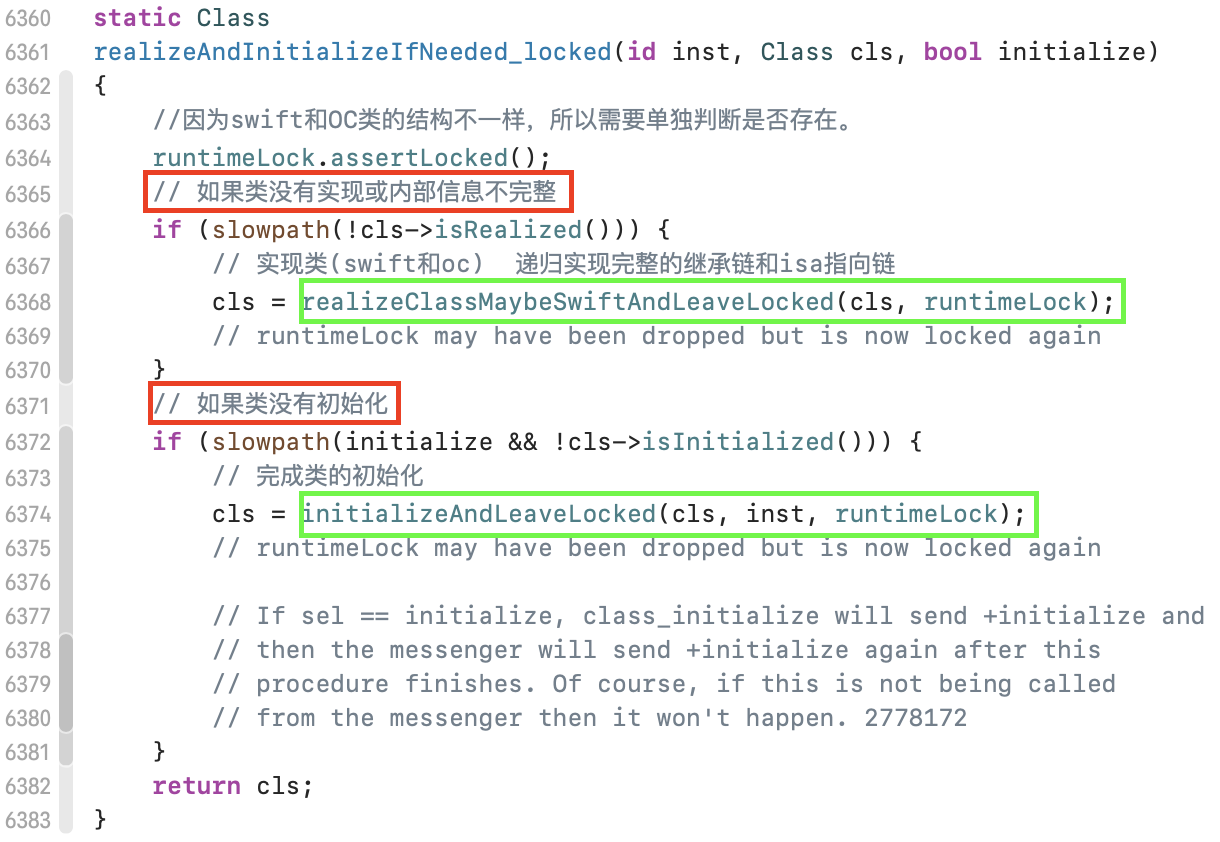 6360 static Class
6361 realizeAndInitializeIfNeeded_locked(id inst, Class cls, bool initialize)
6362 {
6363     //因为swift和OC类的结构不一样，所以需要单独判断是否存在。
6364     runtimeLock.assertLocked();
6365     // 如果类没有实现或内部信息不完整
6366     if (slowpath(!cls->isRealized())) {
6367         // 实现类(swift和oc)  递归实现完整的继承链和isa指向链
6368         cls = realizeClassMaybeSwiftAndLeaveLocked(cls, runtimeLock);
6369         // runtimeLock may have been dropped but is now locked again
6370     }
6371     // 如果类没有初始化
6372     if (slowpath(initialize && !cls->isInitialized())) {
6373         // 完成类的初始化
6374         cls = initializeAndLeaveLocked(cls, inst, runtimeLock);
6375         // runtimeLock may have been dropped but is now locked again
6376
6377         // If sel == initialize, class_initialize will send +initialize and
6378         // then the messenger will send +initialize again after this
6379         // procedure finishes. Of course, if this is not being called
6380         // from the messenger then it won't happen. 2778172
6381     }
6382     return cls;
6383 }